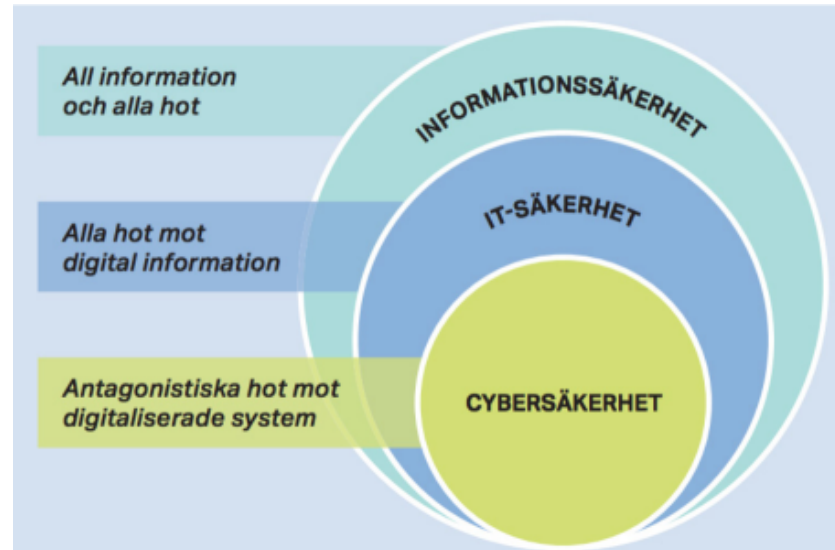 All information
och alla hot
INFORMATIONSSÄKERHET
Alla hot mot
digital information
IT-SÄKERHET
Antagonistiska hot mot
digitaliserade system
CYBERSÄKERHET